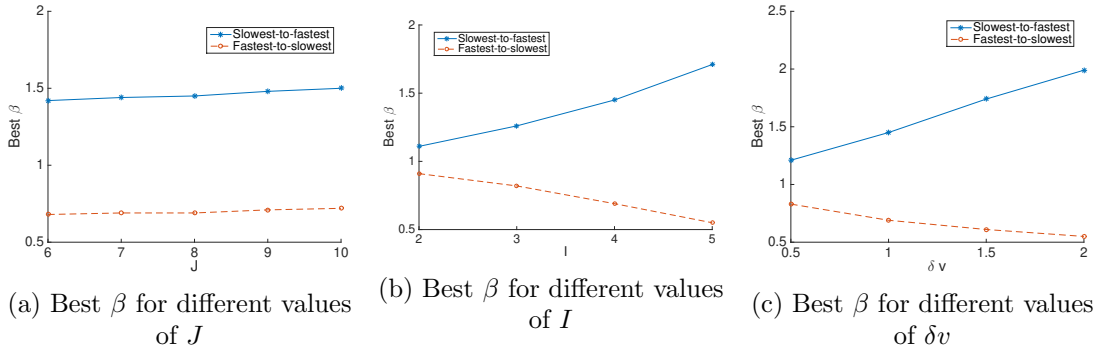 2
1.5
1
0.5
Best β
Slowest-to-fastest
Fastest-to-slowest
6 7 8 9 10
J
(a) Best β for different values
of J
2
1.5
1
0.5
Best β
Slowest-to-fastest
Fastest-to-slowest
2 3 4 5
I
(b) Best β for different values
of I
2.5
2
1.5
1
0.5
Best β
Slowest-to-fastest
Fastest-to-slowest
0.5 1 1.5 2
δ v
(c) Best β for different values
of δv